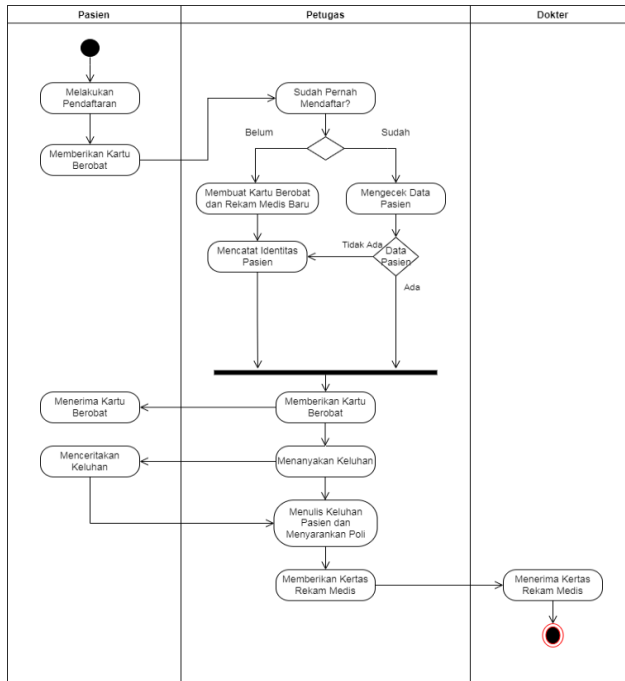 Pasien
Petugas
Dokter
Melakukan
Pendaftaran
Sudah Pernah
Mendaftar?
Memberikan Kartu
Berobat
Belum
Sudah
Membuat Kartu Berobat
dan Rekam Medis Baru
Mengecek Data
Pasien
Mencatat Identitas
Pasien
Tidak Ada
Data
Pasien
Ada
Menerima Kartu
Berobat
Memberikan Kartu
Berobat
Menceritakan
Keluhan
Menanyakan Keluhan
Menulis Keluhan
Pasien dan
Menyarankan Poli
Memberikan Kertas
Rekam Medis
Menerima Kertas
Rekam Medis